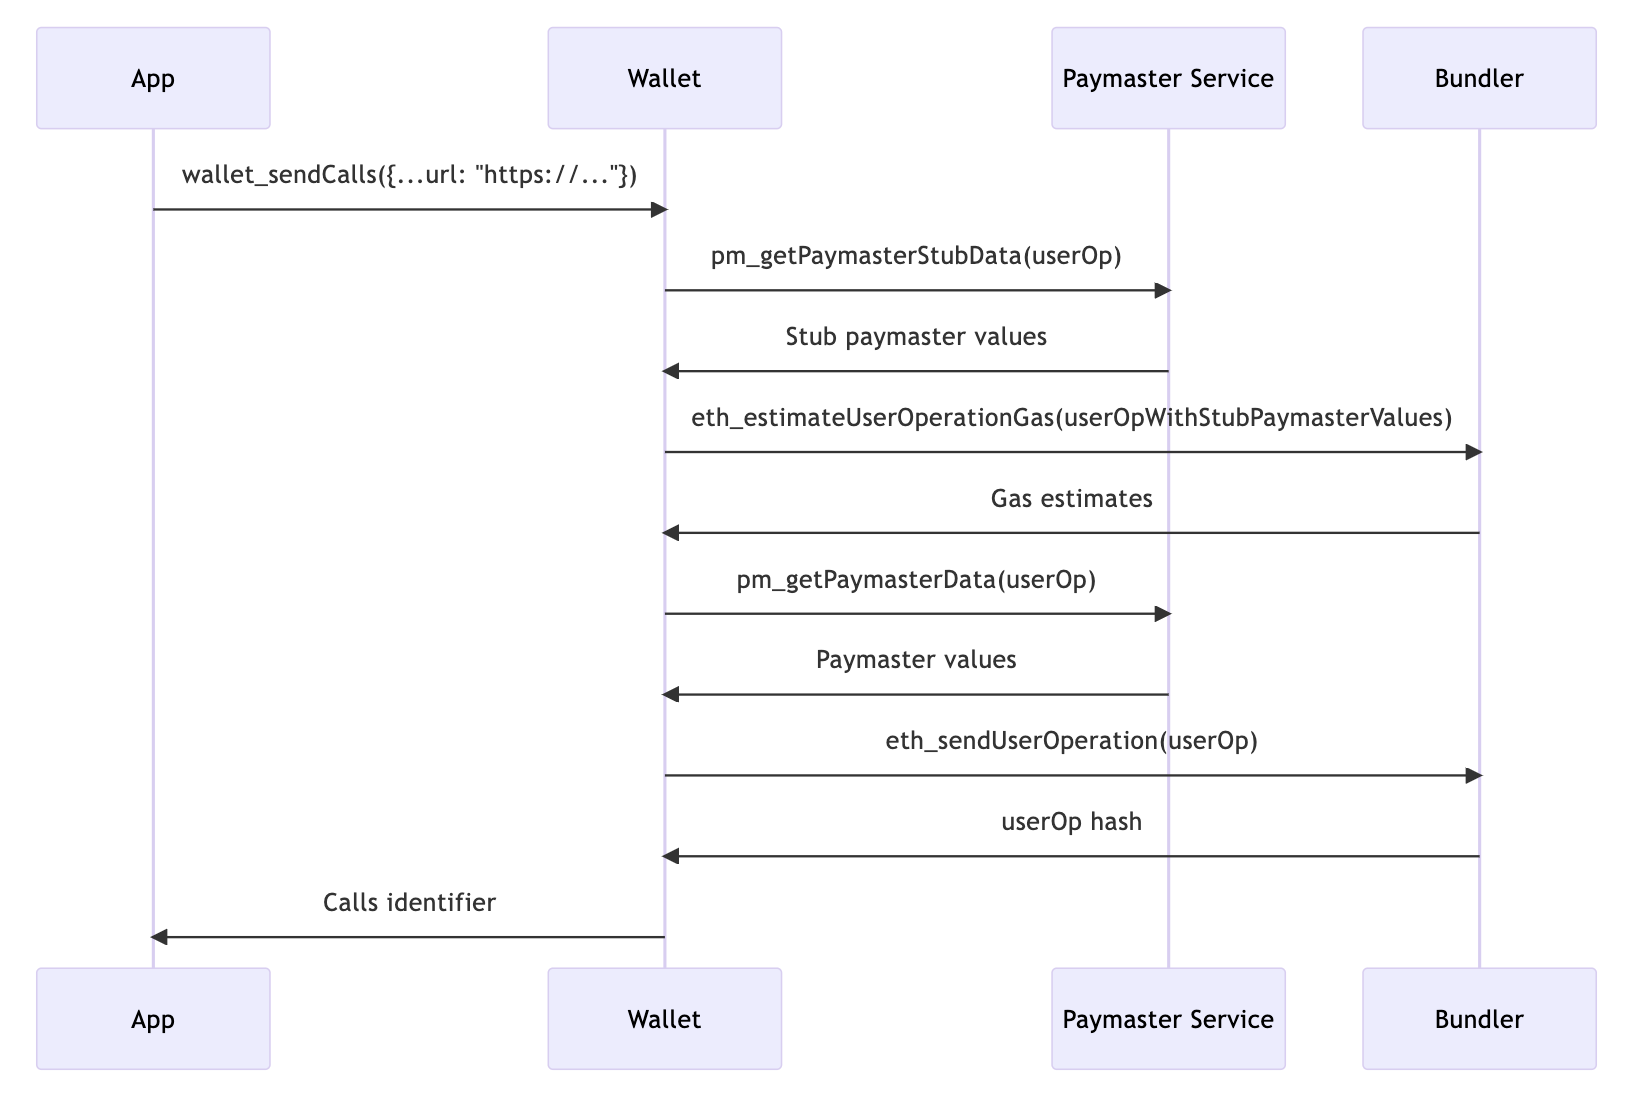 App
Wallet
Paymaster Service
Bundler
wallet_sendCalls({...url: "https://..."})
pm_getPaymasterStubData(userOp)
Stub paymaster values
eth_estimateUserOperationGas(userOpWithStubPaymasterValues)
Gas estimates
pm_getPaymasterData(userOp)
Paymaster values
eth_sendUserOperation(userOp)
userOp hash
Calls identifier
App
Wallet
Paymaster Service
Bundler